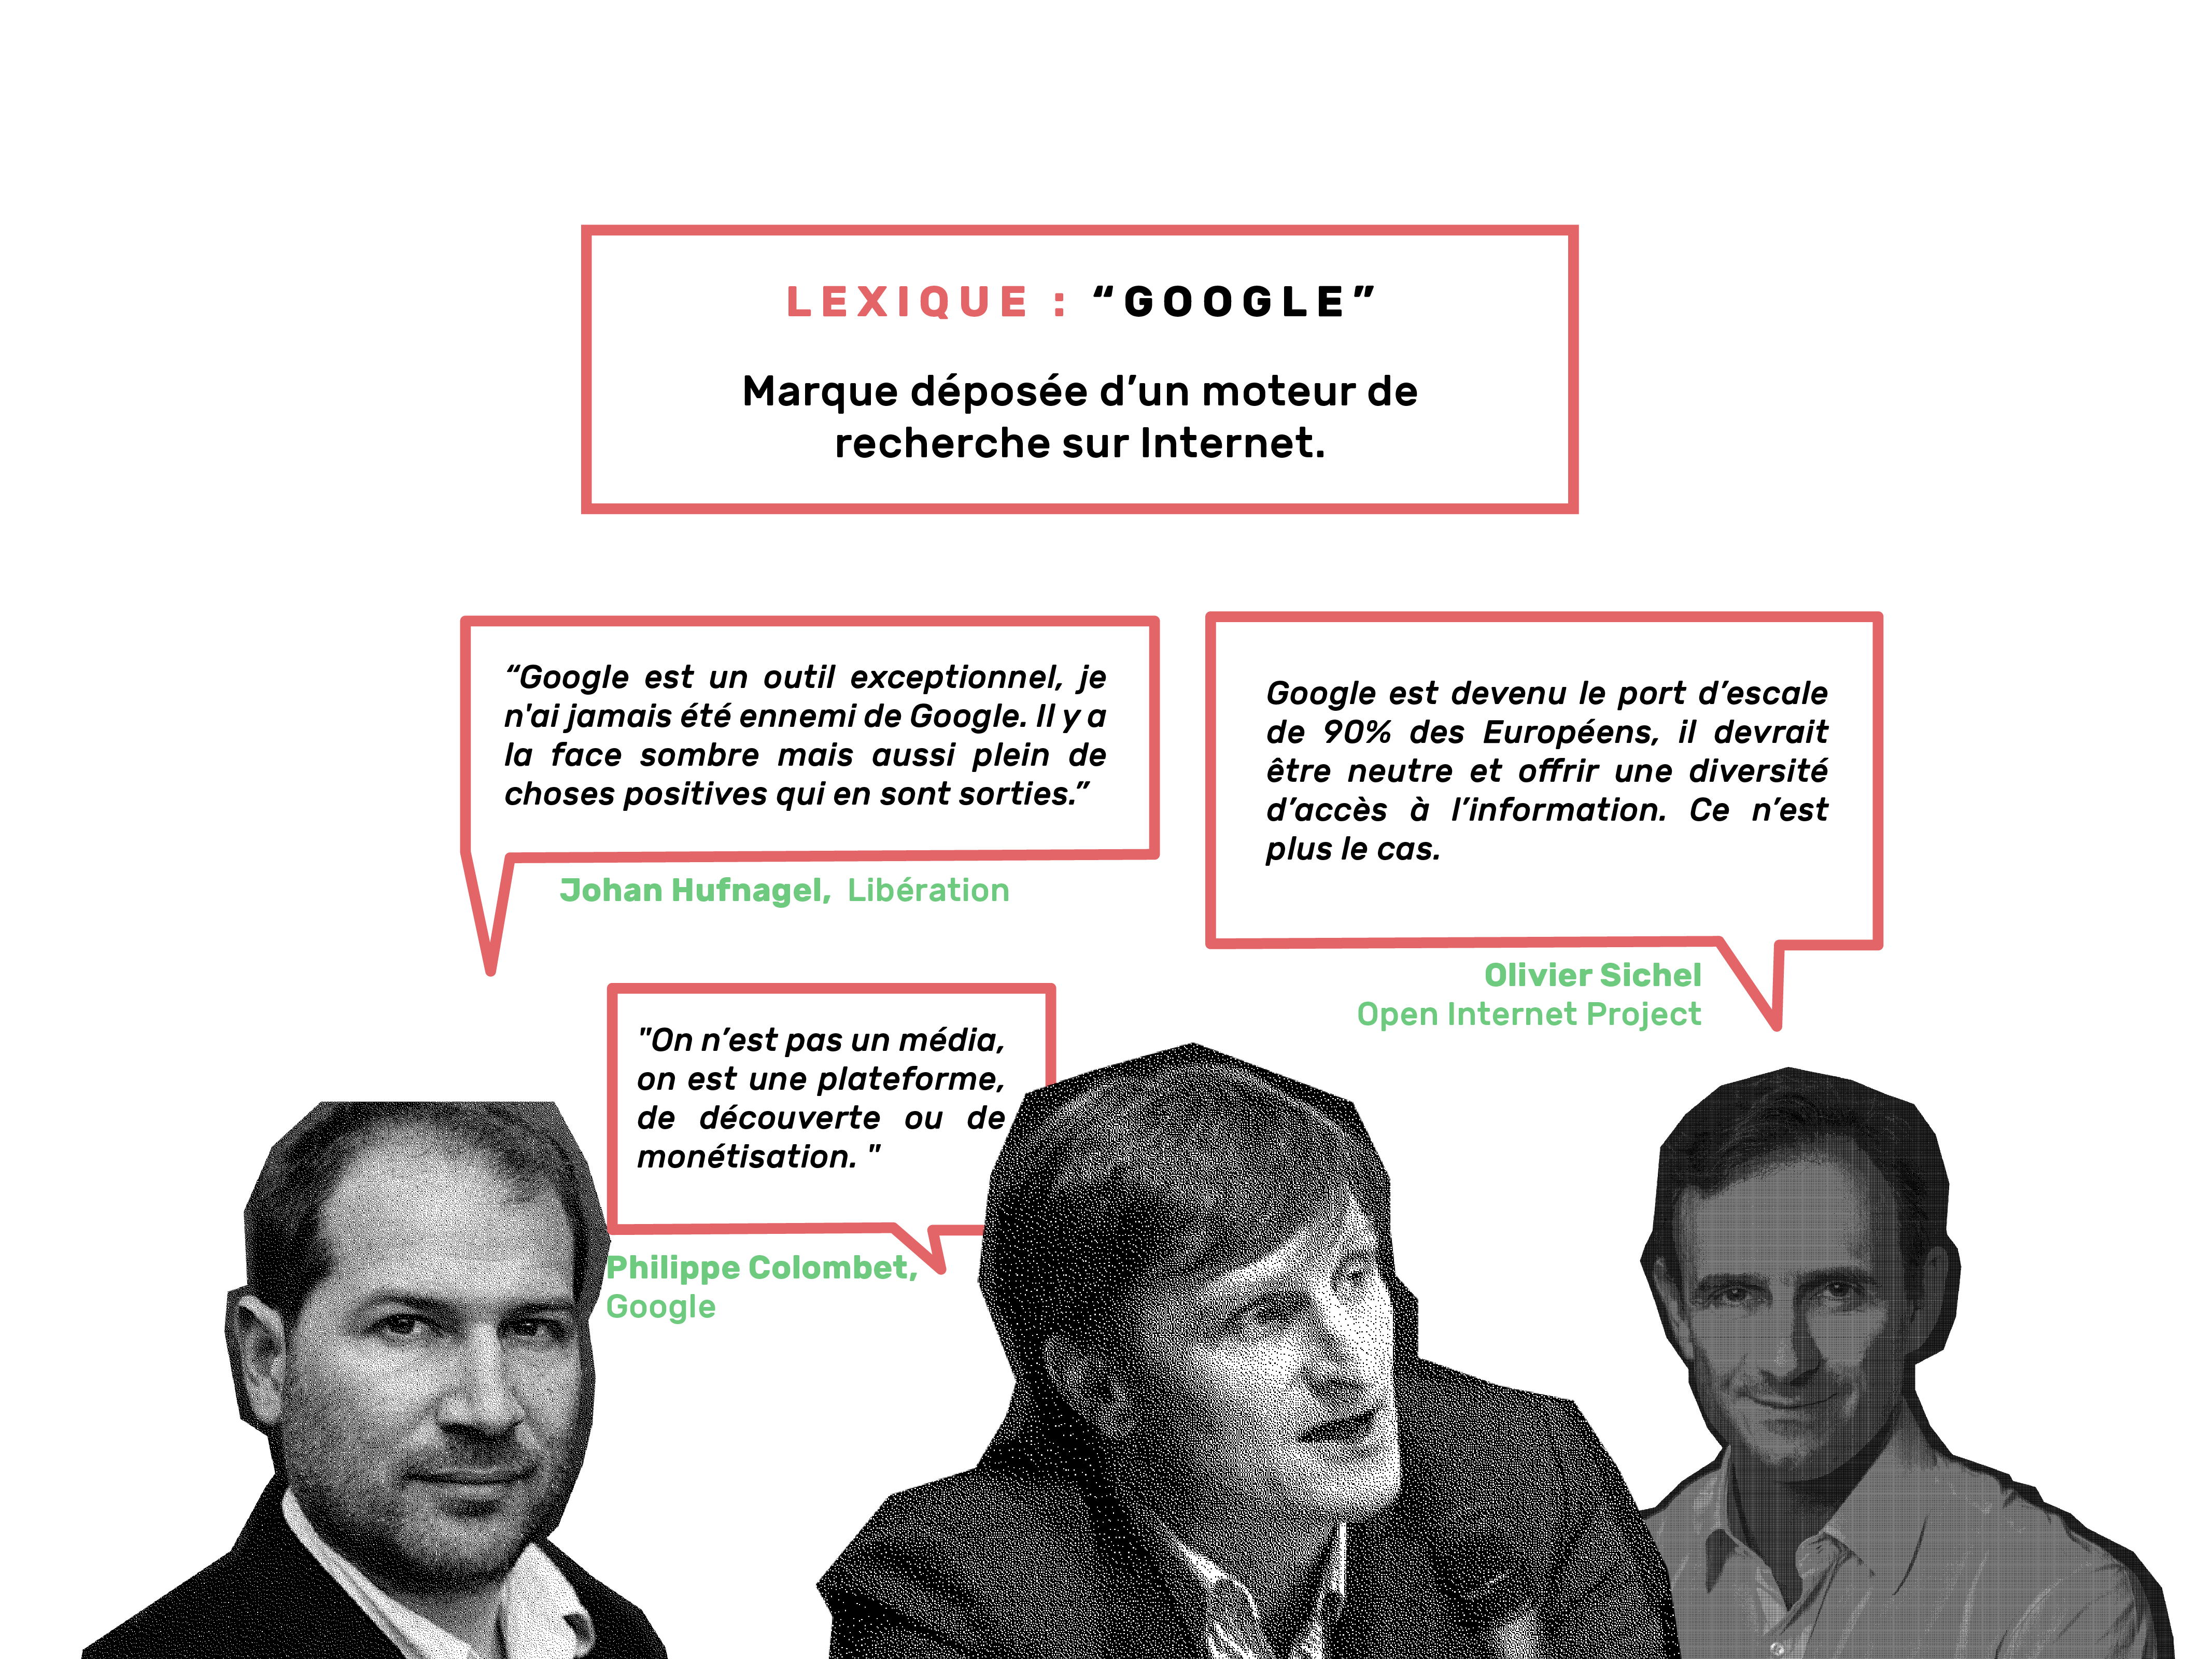 LEXIQUE : “GOOGLE”
Marque déposée d’un moteur de
recherche sur Internet.
“Google est un outil exceptionnel, je
n'ai jamais été ennemi de Google. Il y a
la face sombre mais aussi plein de
choses positives qui en sont sorties.”
Johan Hufnagel, Libération
Google est devenu le port d’escale
de 90% des Européens, il devrait
être neutre et offrir une diversité
d’accès à l’information. Ce n’est
plus le cas.
Olivier Sichel
Open Internet Project
"On n’est pas un média,
on est une plateforme,
de découverte ou de
monétisation. "
Philippe Colombet,
Google